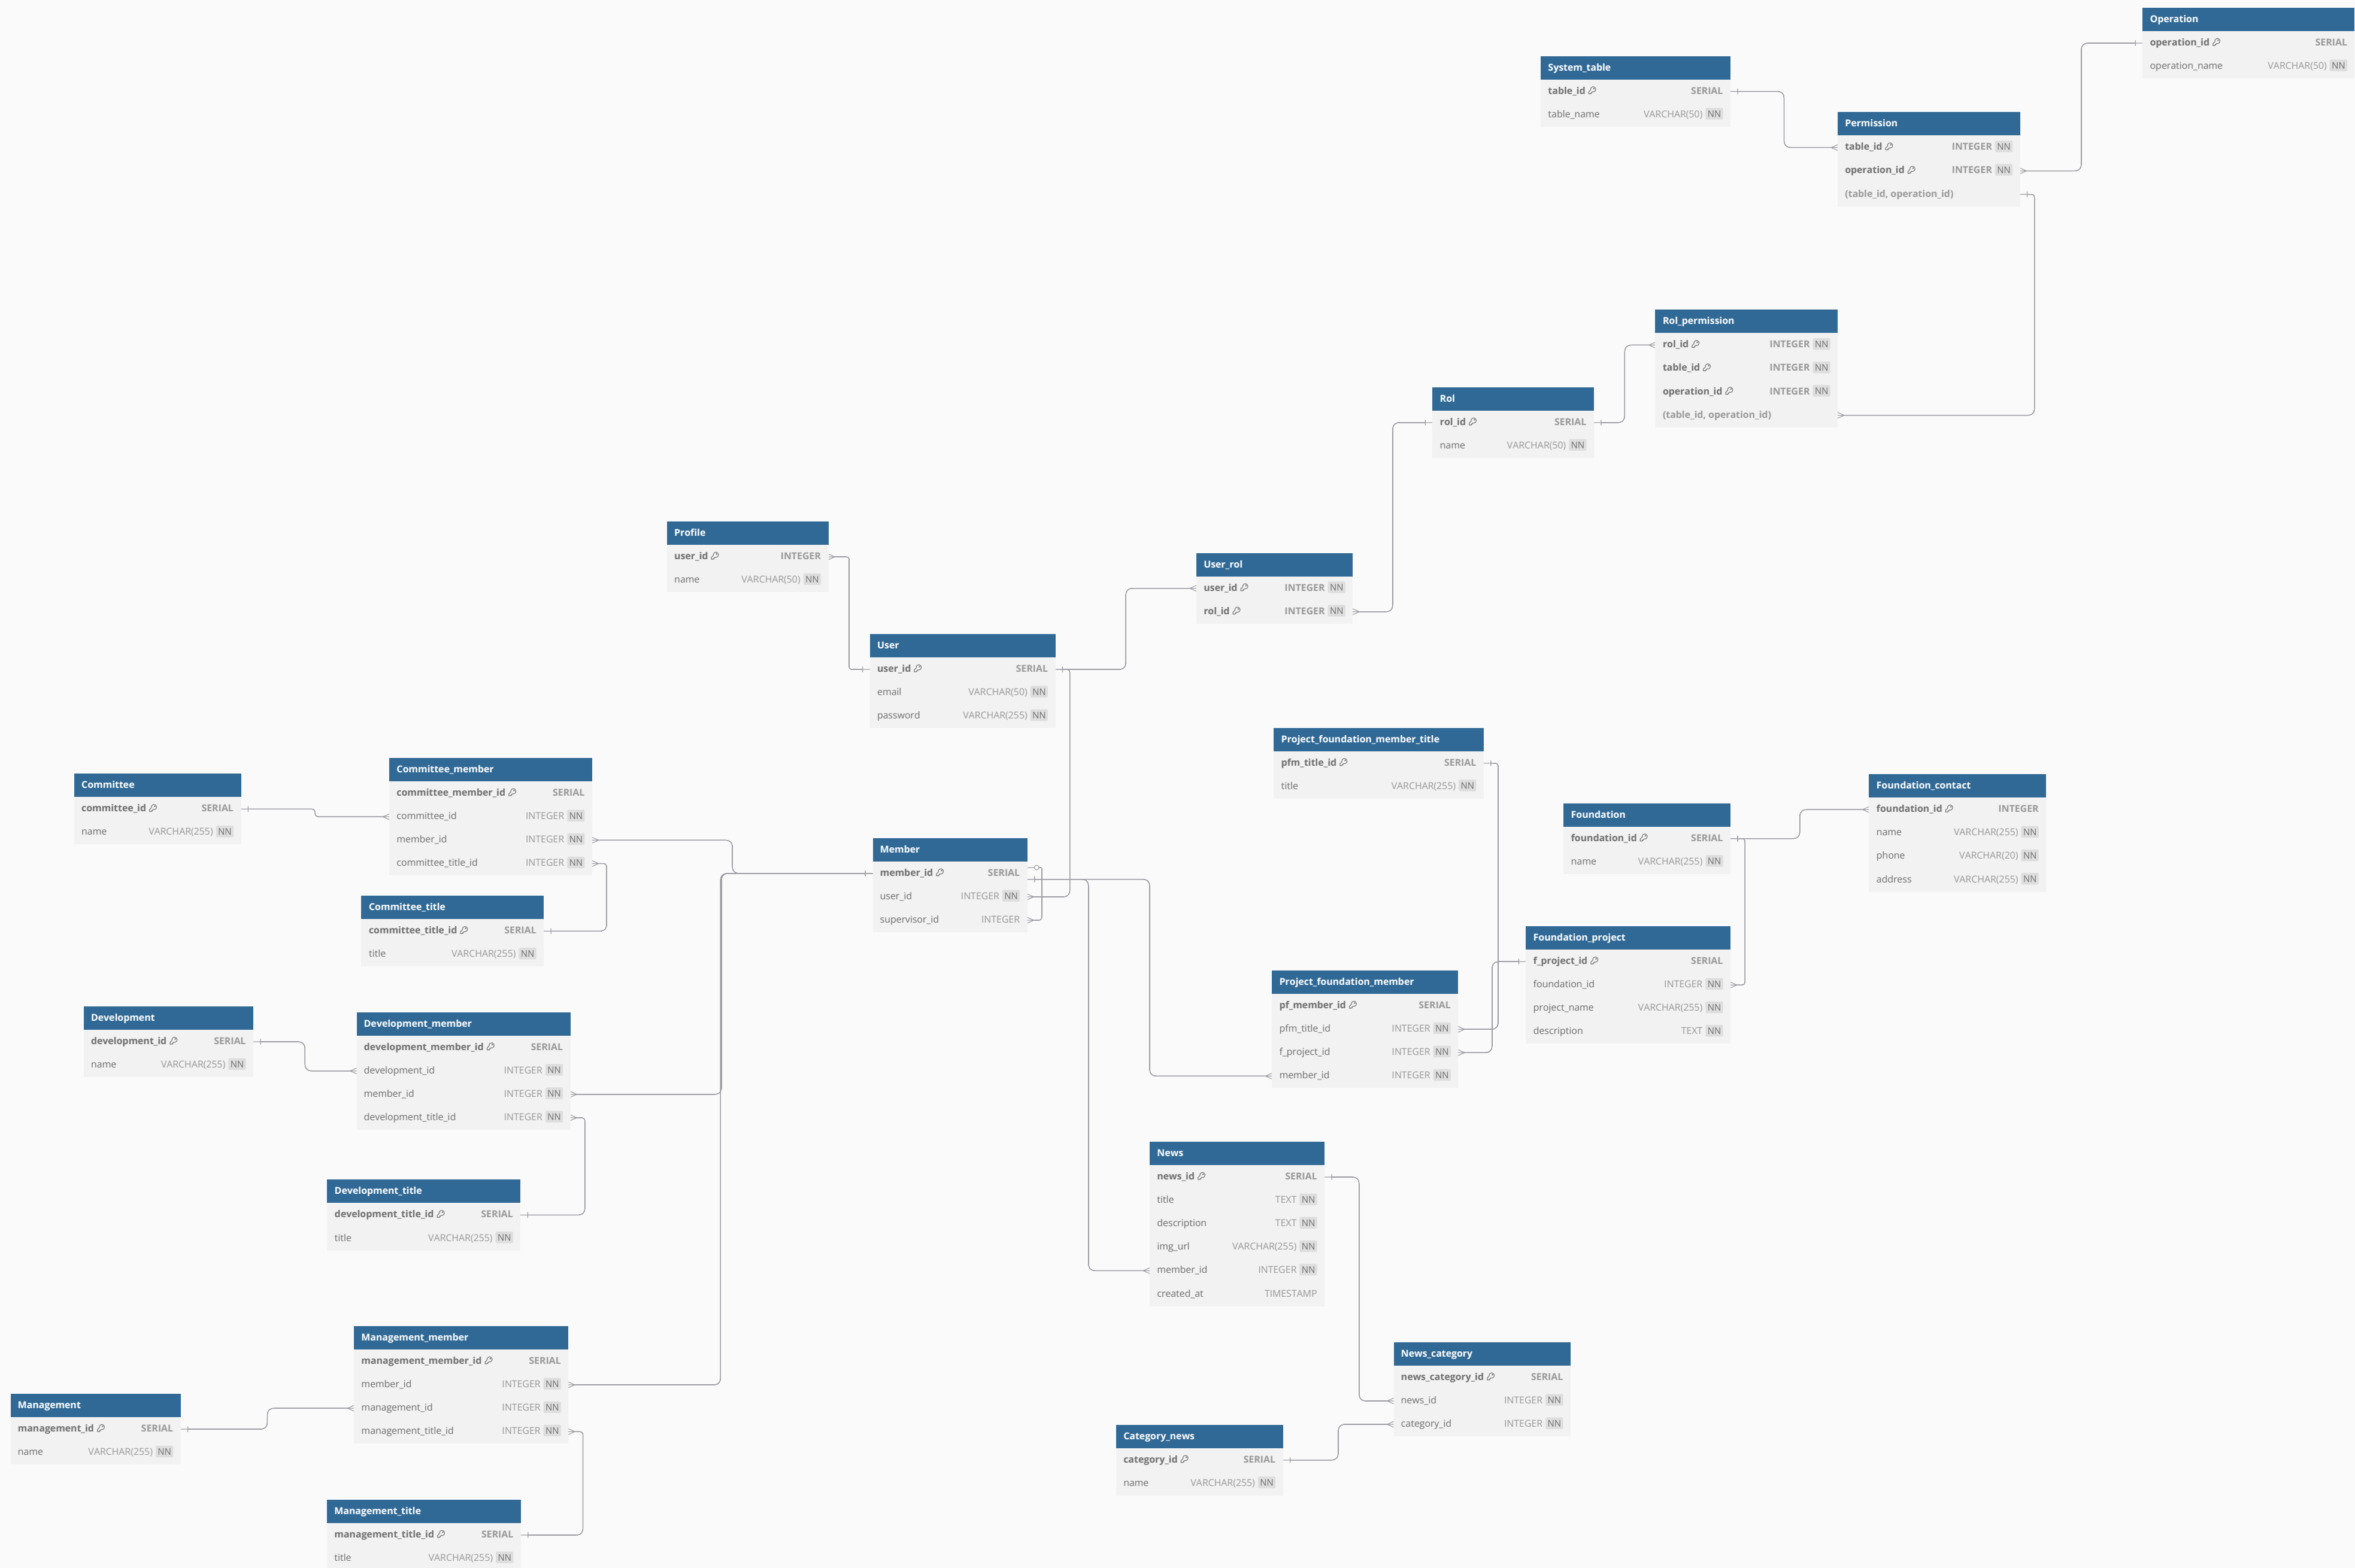 Operation
operation_id SERIAL
operation_name VARCHAR(50) NN
System_table
table_id SERIAL
table_name VARCHAR(50) NN
Permission
table_id INTEGER NN
operation_id INTEGER NN
(table_id, operation_id)
Rol_permission
rol_id INTEGER NN
table_id INTEGER NN
operation_id INTEGER NN
(table_id, operation_id)
Rol
rol_id SERIAL
name VARCHAR(50) NN
Profile
user_id INTEGER
name VARCHAR(50) NN
User_rol
user_id INTEGER NN
rol_id INTEGER NN
User
user_id SERIAL
email VARCHAR(50) NN
password VARCHAR(255) NN
Project_foundation_member_title
pfm_title_id SERIAL
title VARCHAR(255) NN
Committee
committee_id SERIAL
name VARCHAR(255) NN
Committee_member
committee_member_id SERIAL
committee_id INTEGER NN
member_id INTEGER NN
committee_title_id INTEGER NN
Foundation_contact
foundation_id INTEGER
name VARCHAR(255) NN
phone VARCHAR(20) NN
address VARCHAR(255) NN
Foundation
foundation_id SERIAL
name VARCHAR(255) NN
Member
member_id SERIAL
user_id INTEGER NN
supervisor_id INTEGER
Committee_title
committee_title_id SERIAL
title VARCHAR(255) NN
Foundation_project
f_project_id SERIAL
foundation_id INTEGER NN
project_name VARCHAR(255) NN
description TEXT NN
Project_foundation_member
pf_member_id SERIAL
pfm_title_id INTEGER NN
f_project_id INTEGER NN
member_id INTEGER NN
Development
development_id SERIAL
name VARCHAR(255) NN
Development_member
development_member_id SERIAL
development_id INTEGER NN
member_id INTEGER NN
development_title_id INTEGER NN
News
news_id SERIAL
title TEXT NN
description TEXT NN
img_url VARCHAR(255) NN
member_id INTEGER NN
created_at TIMESTAMP
Development_title
development_title_id SERIAL
title VARCHAR(255) NN
Management_member
management_member_id SERIAL
member_id INTEGER NN
management_id INTEGER NN
management_title_id INTEGER NN
News_category
news_category_id SERIAL
news_id INTEGER NN
category_id INTEGER NN
Management
management_id SERIAL
name VARCHAR(255) NN
Category_news
category_id SERIAL
name VARCHAR(255) NN
Management_title
management_title_id SERIAL
title VARCHAR(255) NN